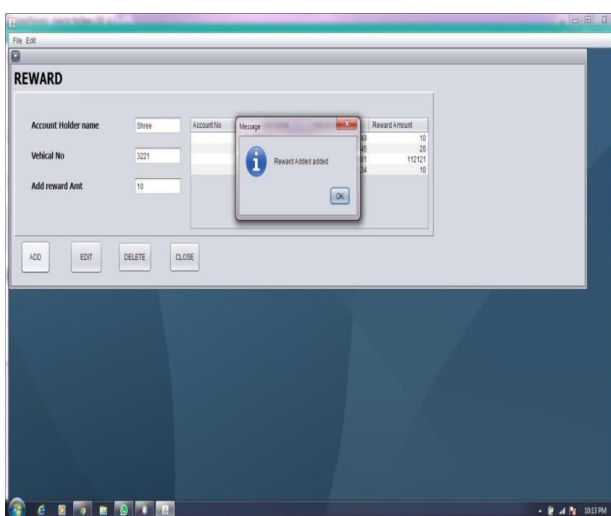 File Edit
REWARD
Account Holder name Shree
Vehical No 3221
Add reward Amt 10
Account No Reward Amount
10
20
112121
10
Message
Reward Added added
OK
ADD EDIT DELETE CLOSE
10:13 PM